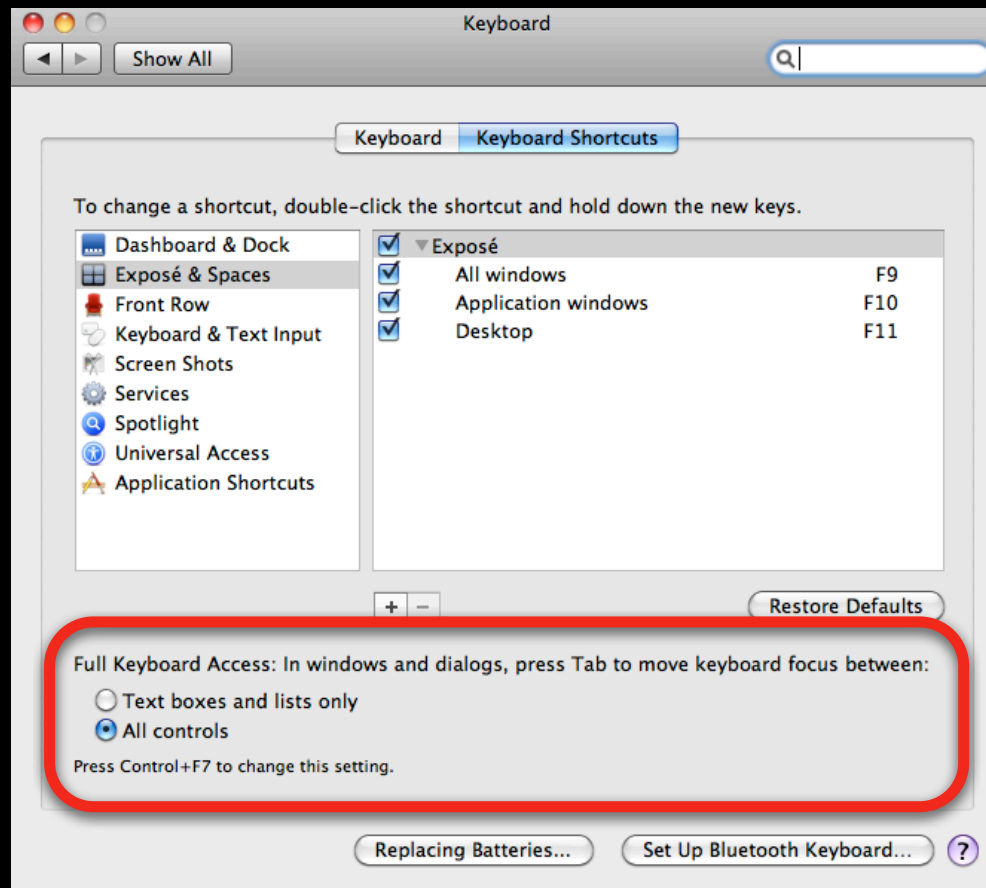 Keyboard
Show All
Keyboard Keyboard Shortcuts
To change a shortcut, double-click the shortcut and hold down the new keys.
Dashboard & Dock
Exposé & Spaces
Front Row
Keyboard & Text Input
Screen Shots
Services
Spotlight
Universal Access
Application Shortcuts
Exposé
All windows F9
Application windows F10
Desktop F11
+ −
Restore Defaults
Full Keyboard Access: In windows and dialogs, press Tab to move keyboard focus between:
Text boxes and lists only
All controls
Press Control+F7 to change this setting.
Replacing Batteries... Set Up Bluetooth Keyboard... ?